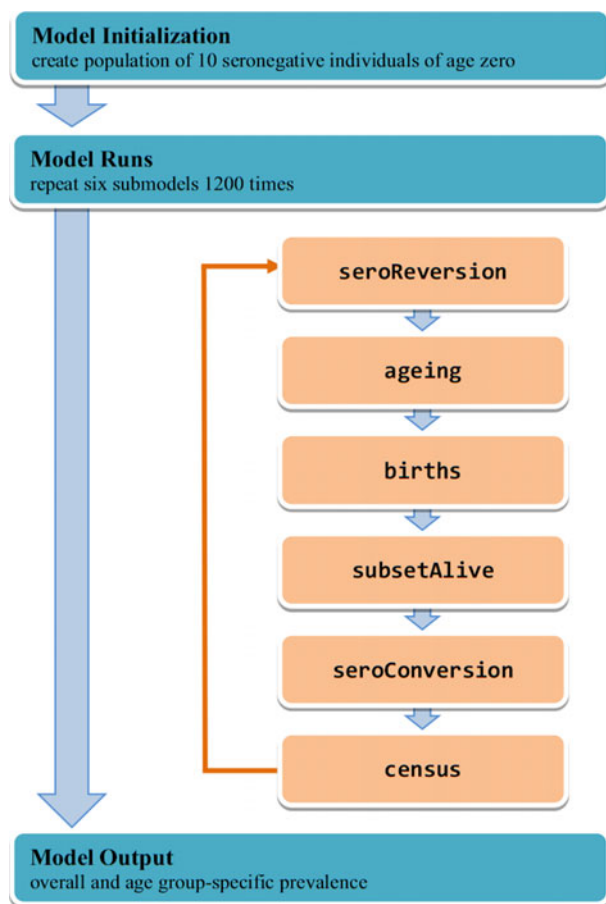 Model Initialization
create population of 10 seronegative individuals of age zero
Model Runs
repeat six submodels 1200 times
seroReversion
ageing
births
subsetAlive
seroConversion
census
Model Output
overall and age group-specific prevalence